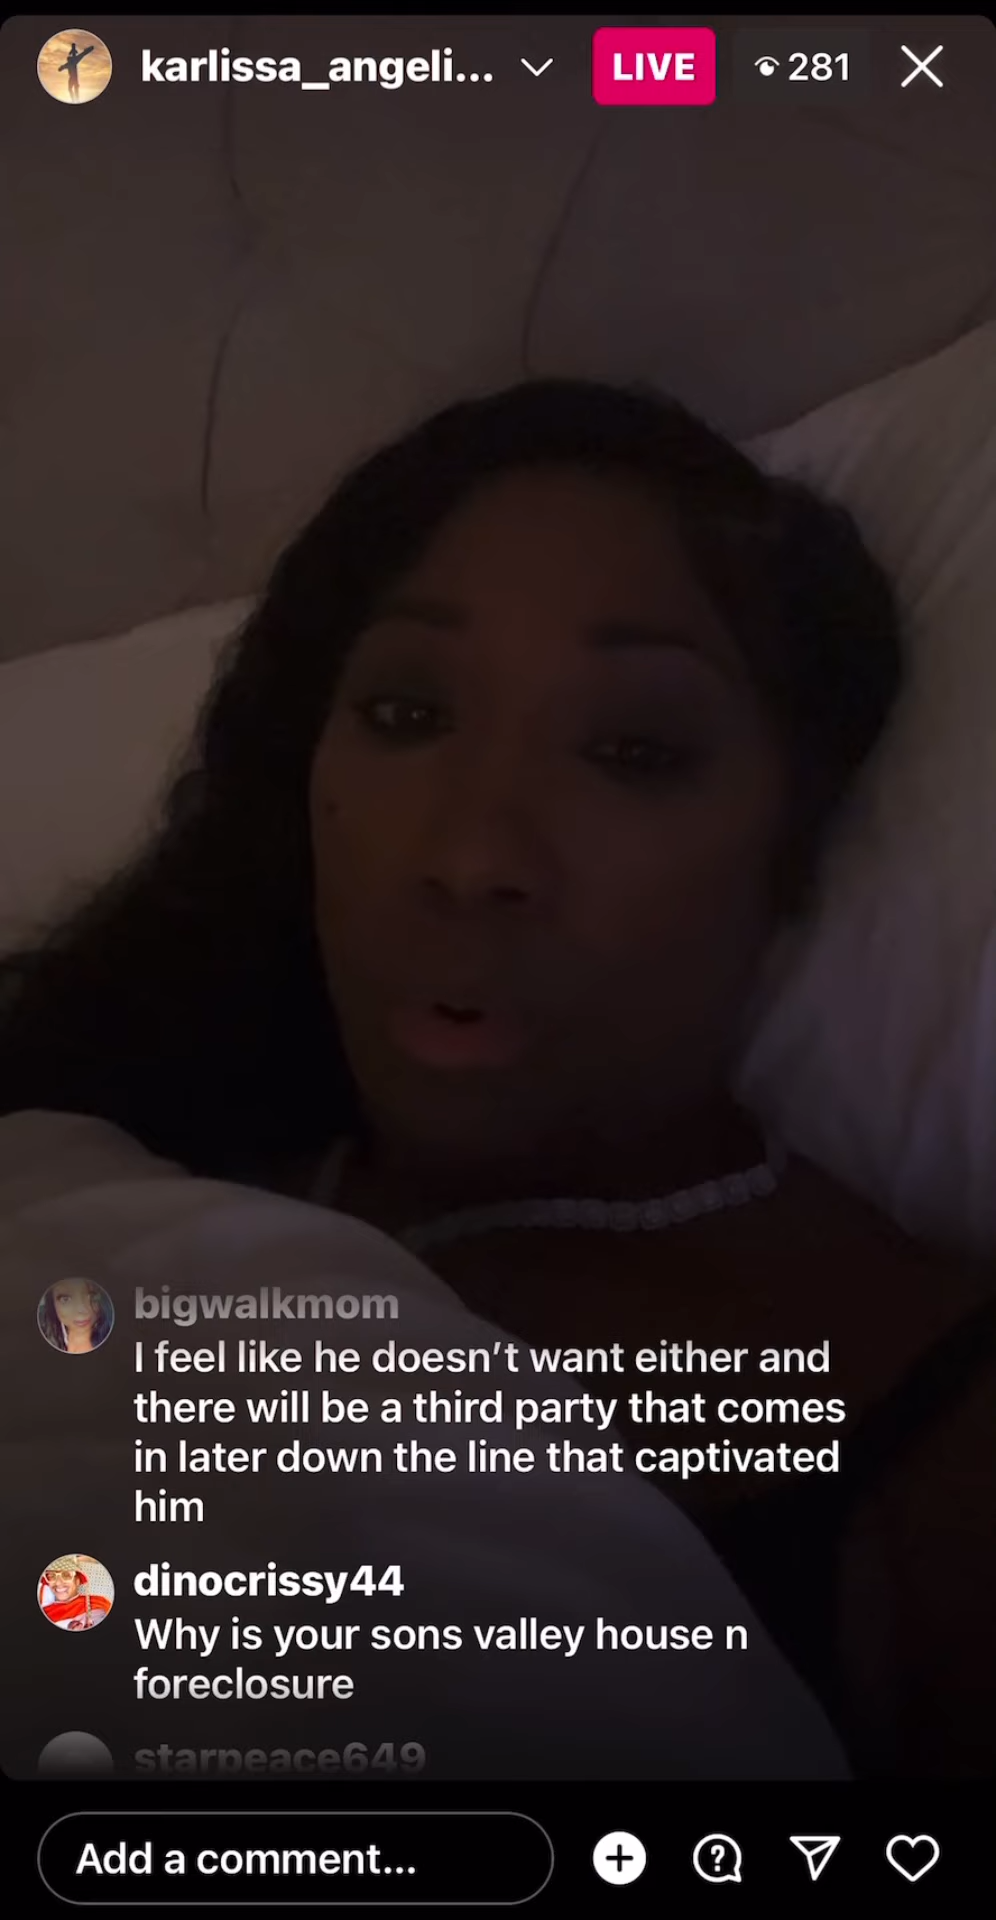 karlissa_angeli...
LIVE
281
bigwalkmom
I feel like he doesn't want either and
there will be a third party that comes
in later down the line that captivated
him
dinocrissy44
Why is your sons valley house n
foreclosure
starpeace649
Add a comment...